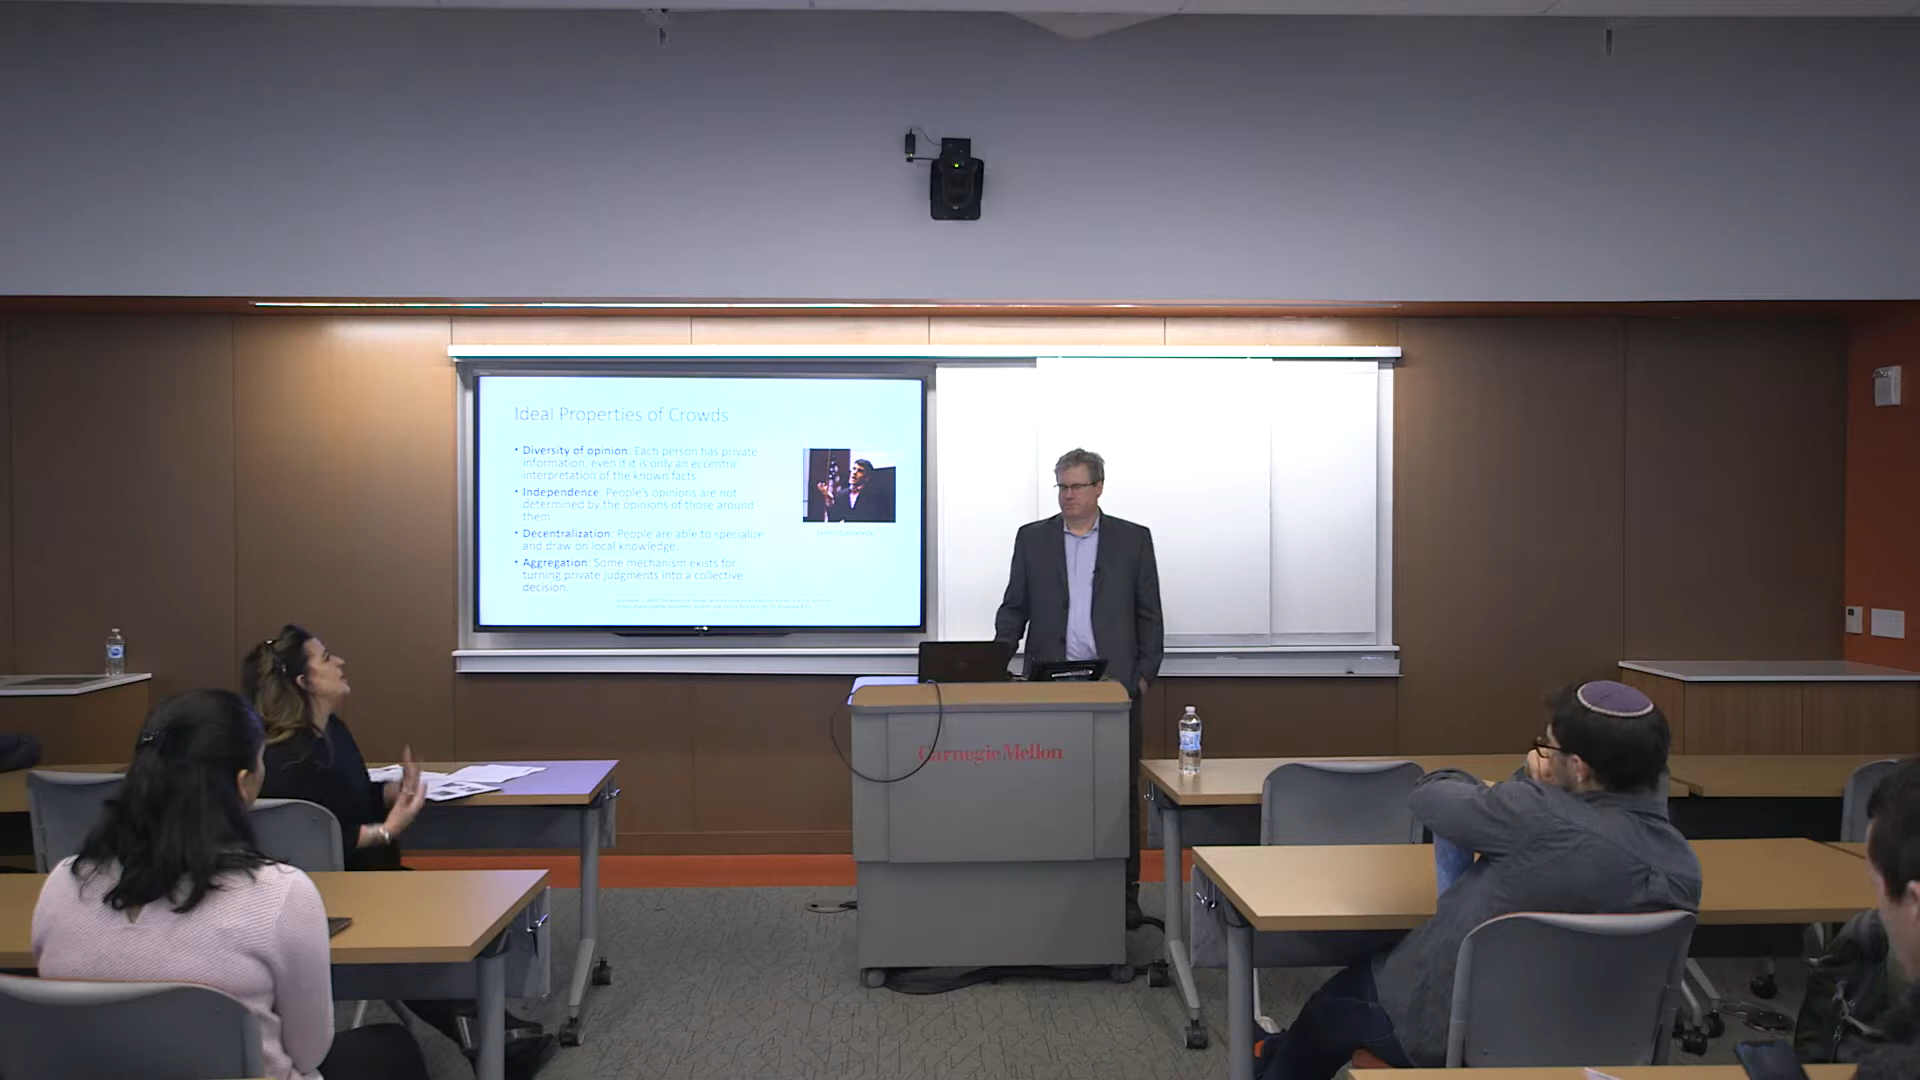 Ideal Properties of Crowds
• Diversity of opinion: Each person has private
information, even if it is only an eccentric
interpretation of the known facts.
• Independence: People's opinions are not
determined by the opinions of those around
them.
• Decentralization: People are able to specialize
and draw on local knowledge.
• Aggregation: Some mechanism exists for
turning private judgments into a collective
decision.
Carnegie Mellon